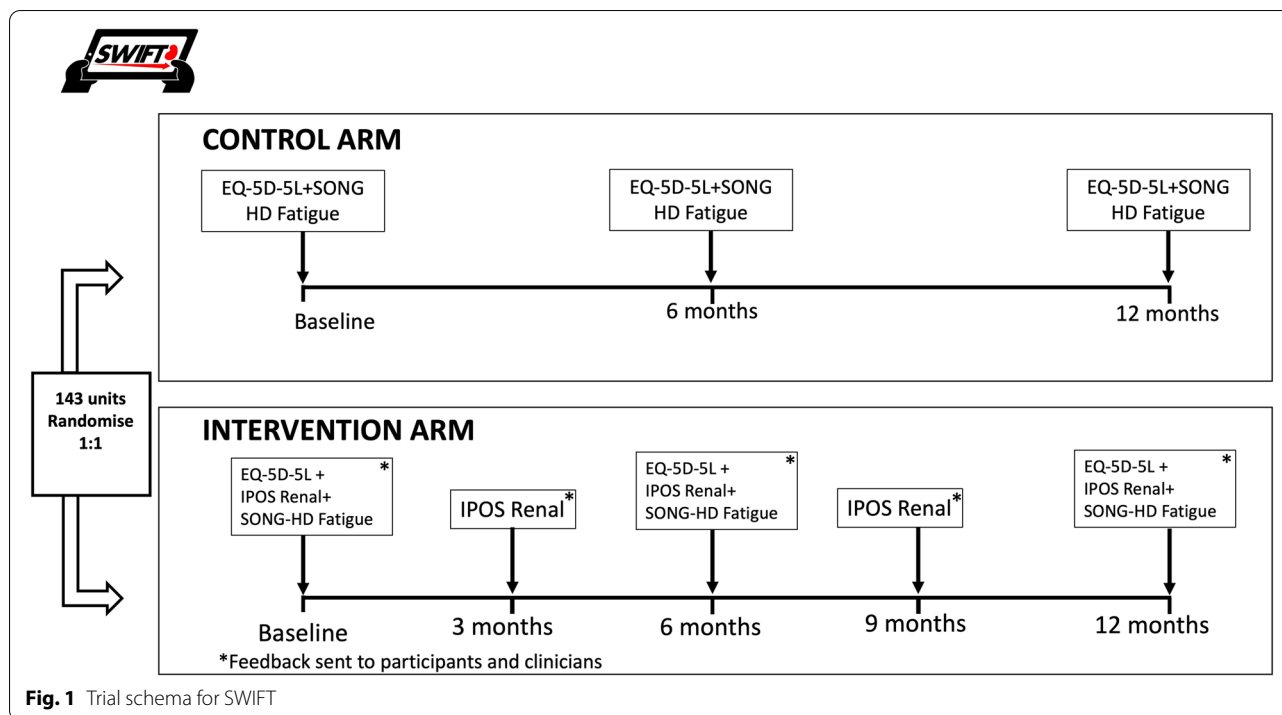 SWIFT
CONTROL ARM
EQ-5D-5L+SONG
HD Fatigue
EQ-5D-5L+SONG
HD Fatigue
EQ-5D-5L+SONG
HD Fatigue
Baseline
6 months
12 months
143 units
Randomise
1:1
INTERVENTION ARM
EQ-5D-5L + *
IPOS Renal+
SONG-HD Fatigue
IPOS Renal*
EQ-5D-5L + *
IPOS Renal+
SONG-HD Fatigue
IPOS Renal*
EQ-5D-5L + *
IPOS Renal+
SONG-HD Fatigue
Baseline
3 months
6 months
9 months
12 months
*Feedback sent to participants and clinicians
Fig. 1 Trial schema for SWIFT